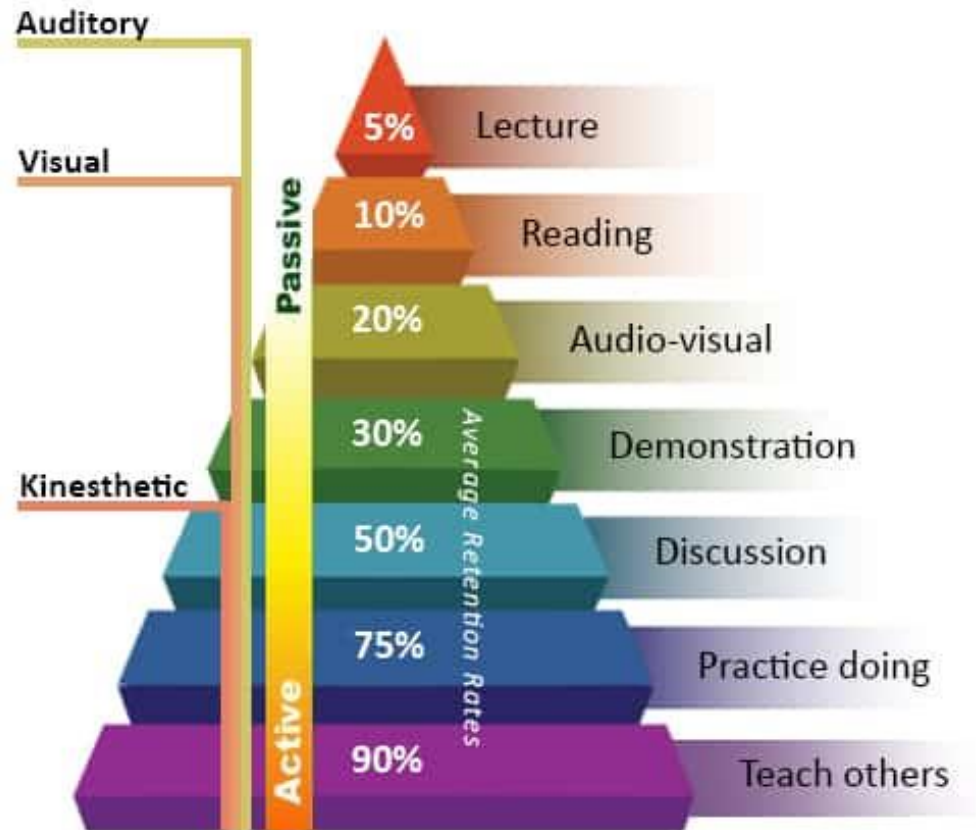 Auditory
5%
Lecture
Visual
Passive
10%
Reading
20%
Audio-visual
30%
Demonstration
Average Retention Rates
Kinesthetic
50%
Discussion
75%
Practice doing
Active
90%
Teach others